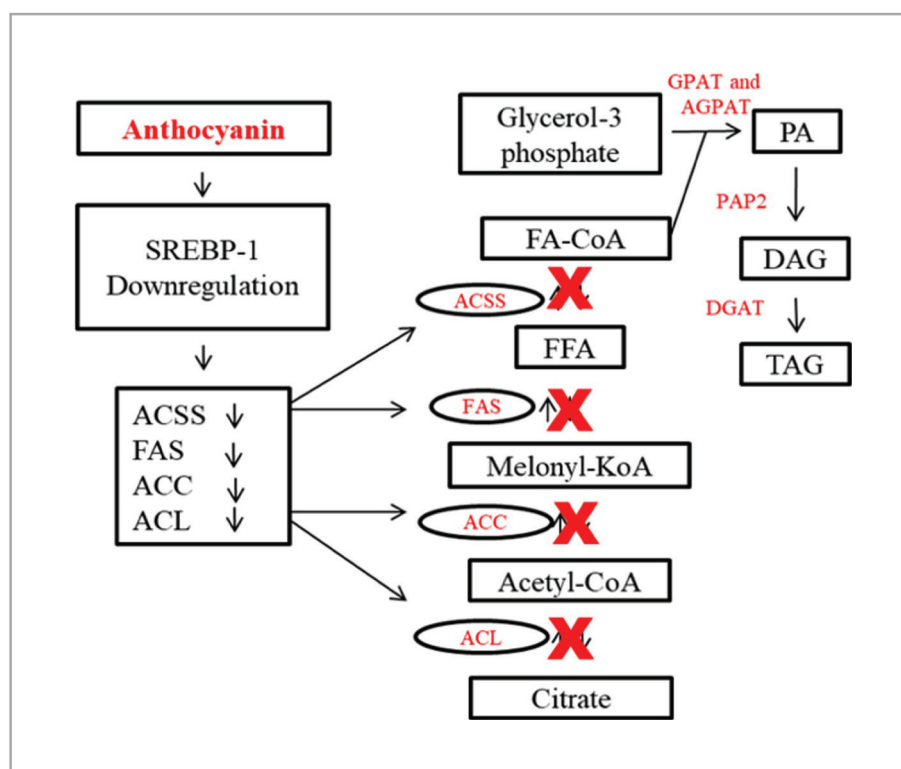 Anthocyanin
SREBP-1
Downregulation
ACSS ↓
FAS ↓
ACC ↓
ACL ↓
Glycerol-3
phosphate
GPAT and
AGPAT
PA
PAP2
DAG
DGAT
TAG
FA-CoA
ACSS
FFA
FAS
Melonyl-KoA
ACC
Acetyl-CoA
ACL
Citrate